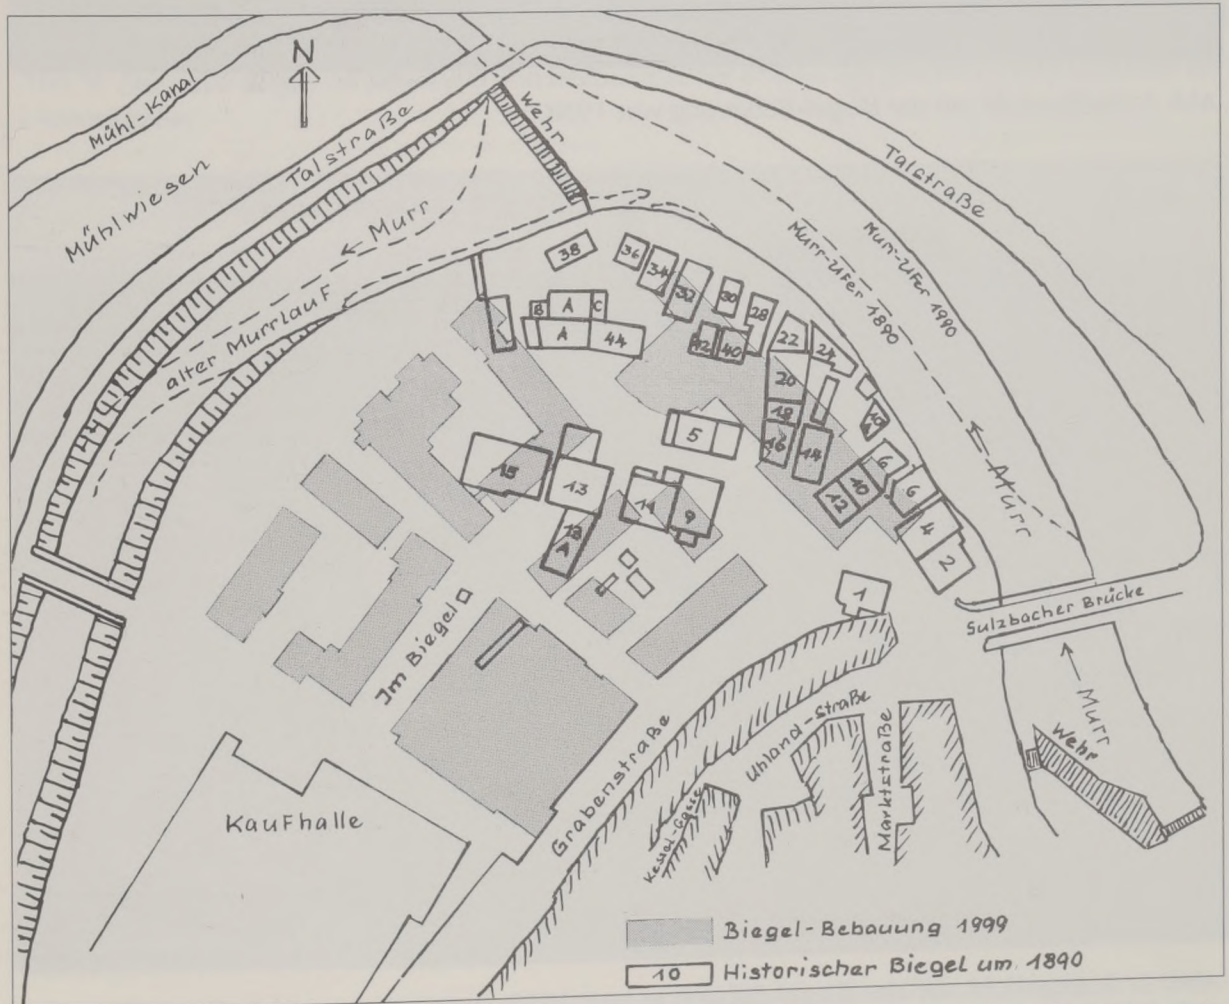 N
Mühl-Kanal
Talstraße
Wehr
Talstraße
Mühlwiesen
Murr
alter Murrlauf
Murr-Ufer 1890
Murr-Ufer 1990
Murr
38
36
34
32
30
28
B
A
C
A
44
42
40
22
24
20
18
16
14
5
15
13
13
A
11
9
10
12
6
6
4
2
1
Sulzbacher Brücke
Im Biegel
Murr
Wehr
Grabenstraße
Uhland-Straße
Marktstraße
Kessel-Gasse
Kaufhalle
Biegel-Bebauung 1999
10 Historischer Biegel um 1890